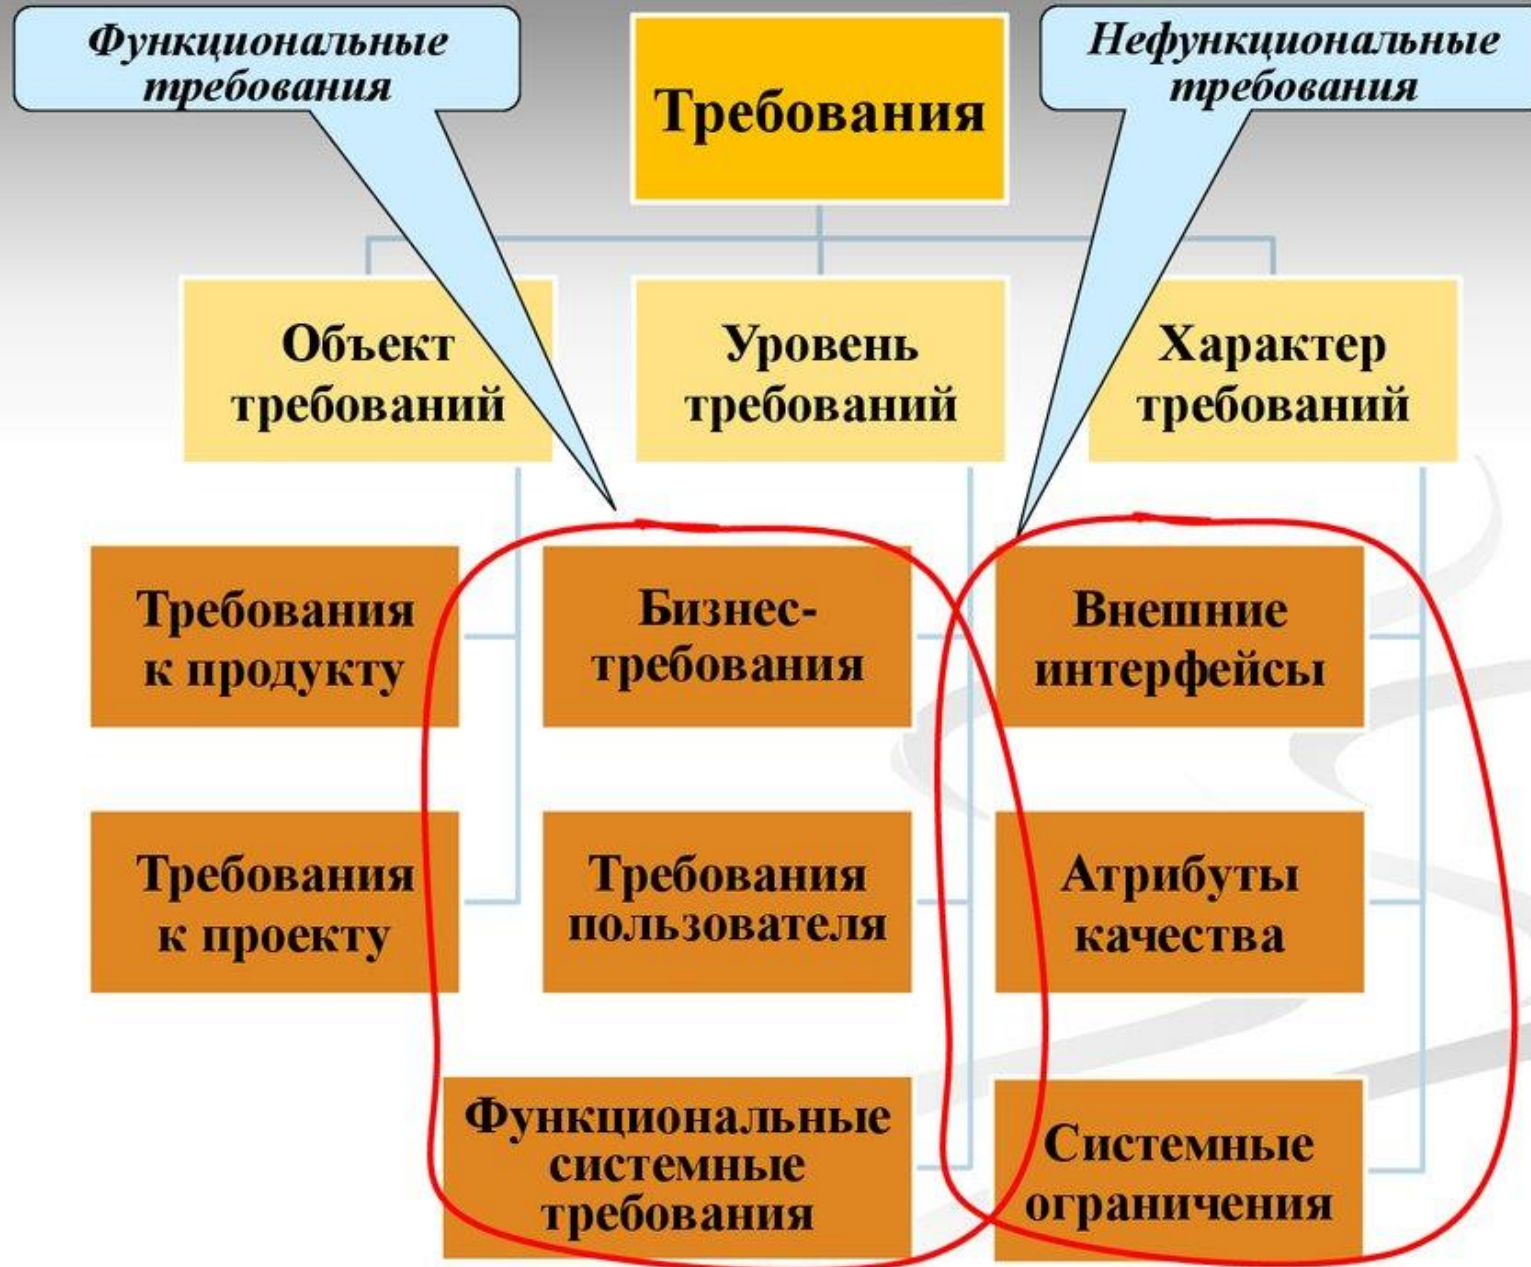 Функциональные
требования
Нефункциональные
требования
Требования
Объект
требований
Уровень
требований
Характер
требований
Требования
к продукту
Бизнес-
требования
Внешние
интерфейсы
Требования
к проекту
Требования
пользователя
Атрибуты
качества
Функциональные
системные
требования
Системные
ограничения